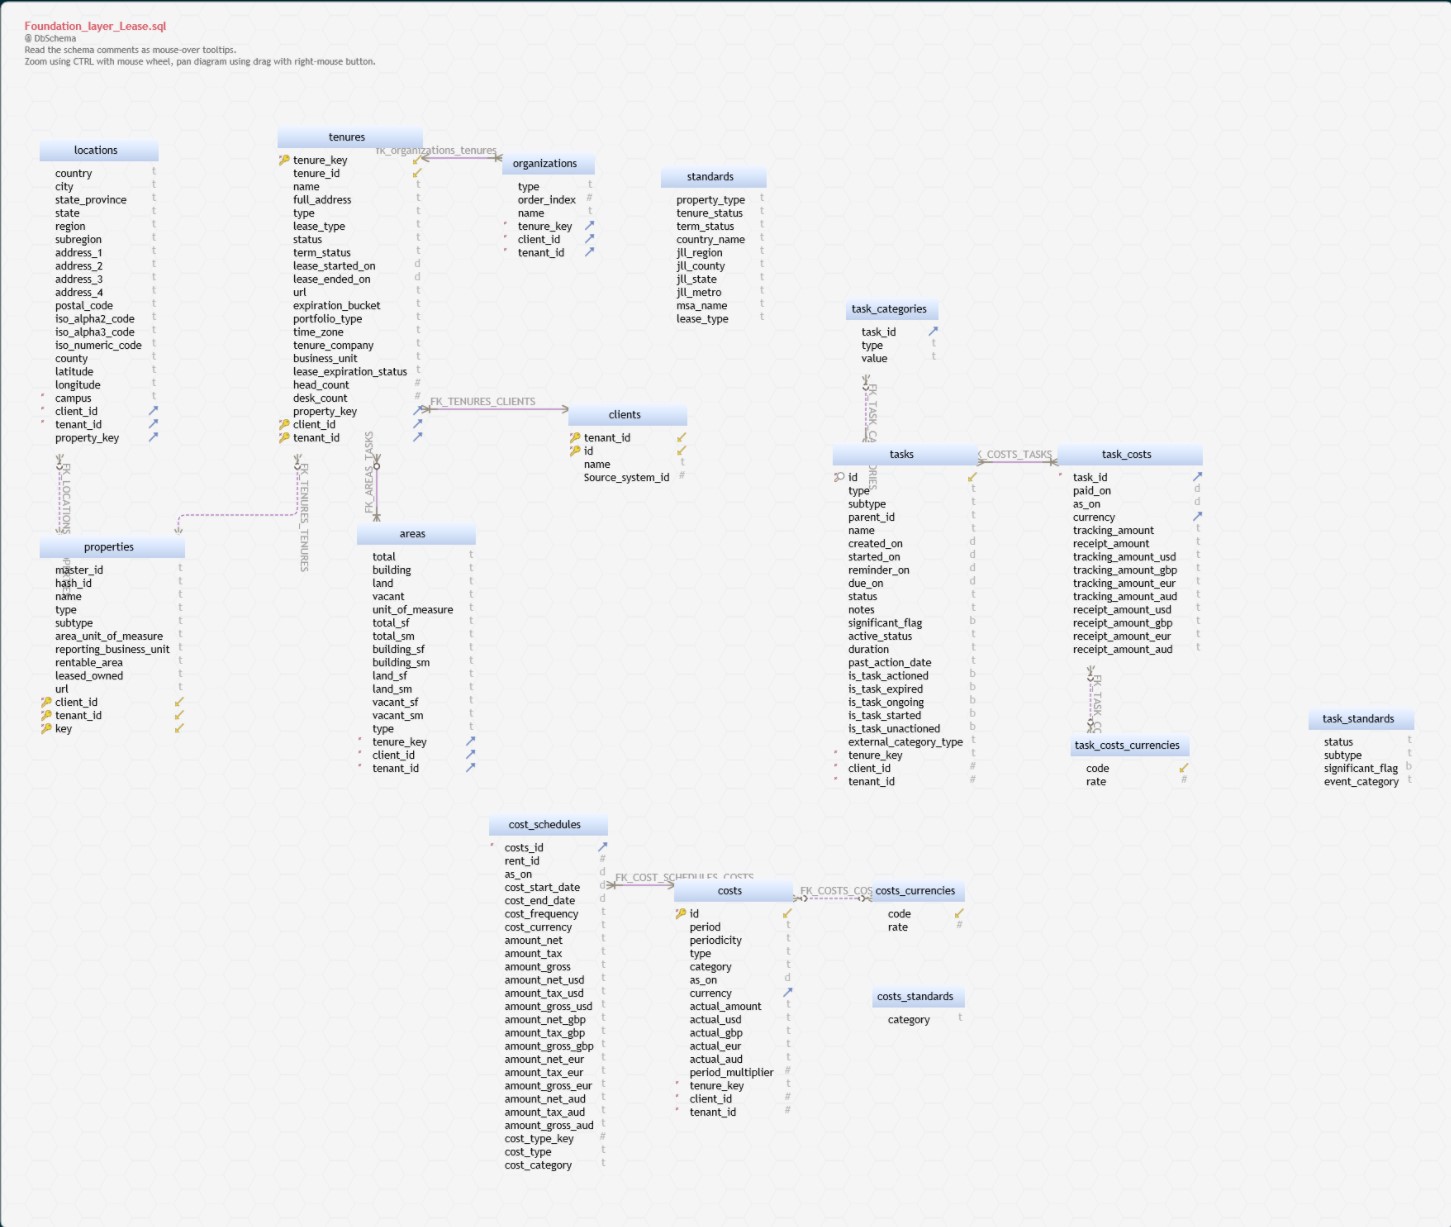 Foundation_layer_Lease.sql
@ DbSchema
Read the schema comments as mouse-over tooltips.
Zoom using CTRL with mouse wheel, pan diagram using drag with right-mouse button.
locations
country t
city t
state_province t
state t
region t
subregion t
address_1 t
address_2 t
address_3 t
address_4 t
postal_code t
iso_alpha2_code t
iso_alpha3_code t
iso_numeric_code t
county t
latitude t
longitude t
campus t
client_id
tenant_id
property_key
tenures
tenure_key
tenure_id
name t
full_address t
type t
lease_type t
status t
term_status t
lease_started_on d
lease_ended_on d
url t
expiration_bucket t
portfolio_type t
time_zone t
tenure_company t
business_unit t
lease_expiration_status t
head_count #
desk_count #
property_key
client_id
tenant_id
fk_organizations_tenures
organizations
type t
order_index #
name t
tenure_key
client_id
tenant_id
standards
property_type t
tenure_status t
term_status t
country_name t
jll_region t
jll_county t
jll_state t
jll_metro t
msa_name t
lease_type t
FK_TENURES_CLIENTS
clients
tenant_id
id
name t
Source_system_id #
task_categories
task_id
type t
value t
FK_LOCATIONS
FK_TENURES_TENURES
FK_AREAS_TASKS
properties
master_id t
hash_id t
name t
type t
subtype t
area_unit_of_measure t
reporting_business_unit t
rentable_area t
leased_owned t
url t
client_id
tenant_id
key
areas
total t
building t
land t
vacant t
unit_of_measure t
total_sf t
total_sm t
building_sf t
building_sm t
land_sf t
land_sm t
vacant_sf t
vacant_sm t
type t
tenure_key
client_id
tenant_id
FK_TASK_CA
ORIES
tasks
id
type t
subtype t
parent_id t
name t
created_on d
started_on d
reminder_on d
due_on d
status t
notes t
significant_flag b
active_status t
duration t
past_action_date t
is_task_actioned b
is_task_expired b
is_task_ongoing b
is_task_started b
is_task_unactioned b
external_category_type t
tenure_key t
client_id #
tenant_id #
_COSTS_TASKS
task_costs
task_id
paid_on d
as_on d
currency
tracking_amount t
receipt_amount t
tracking_amount_usd t
tracking_amount_gbp t
tracking_amount_eur t
tracking_amount_aud t
receipt_amount_usd t
receipt_amount_gbp t
receipt_amount_eur t
receipt_amount_aud t
FK_TASK_CC
task_costs_currencies
code
rate #
task_standards
status t
subtype t
significant_flag b
event_category t
cost_schedules
costs_id
rent_id #
as_on d
cost_start_date d
cost_end_date d
cost_frequency t
cost_currency t
amount_net t
amount_tax t
amount_gross t
amount_net_usd t
amount_tax_usd t
amount_gross_usd t
amount_net_gbp t
amount_tax_gbp t
amount_gross_gbp t
amount_net_eur t
amount_tax_eur t
amount_gross_eur t
amount_net_aud t
amount_tax_aud t
amount_gross_aud t
cost_type_key #
cost_type t
cost_category t
FK_COST_SCHEDULES_COSTS
costs
id
period t
periodicity t
type t
category t
as_on d
currency
actual_amount t
actual_usd t
actual_gbp t
actual_eur t
actual_aud t
period_multiplier #
tenure_key t
client_id #
tenant_id #
FK_COSTS_COS
costs_currencies
code
rate #
costs_standards
category t